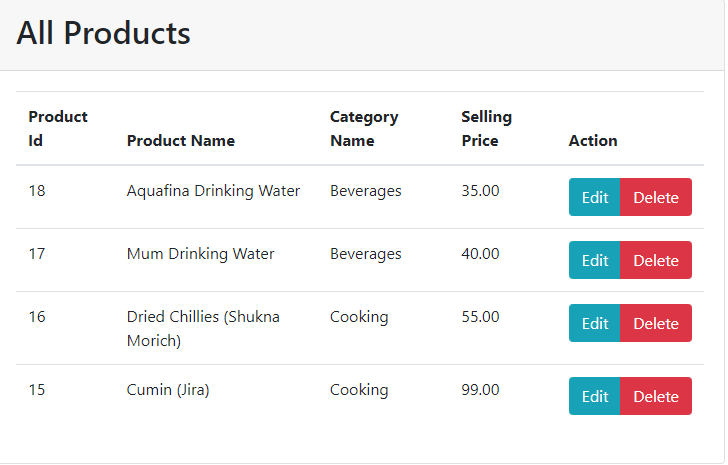 All Products
Product Id Product Name Category Name Selling Price Action
18 Aquafina Drinking Water Beverages 35.00 Edit Delete
17 Mum Drinking Water Beverages 40.00 Edit Delete
16 Dried Chillies (Shukna Morich) Cooking 55.00 Edit Delete
15 Cumin (Jira) Cooking 99.00 Edit Delete